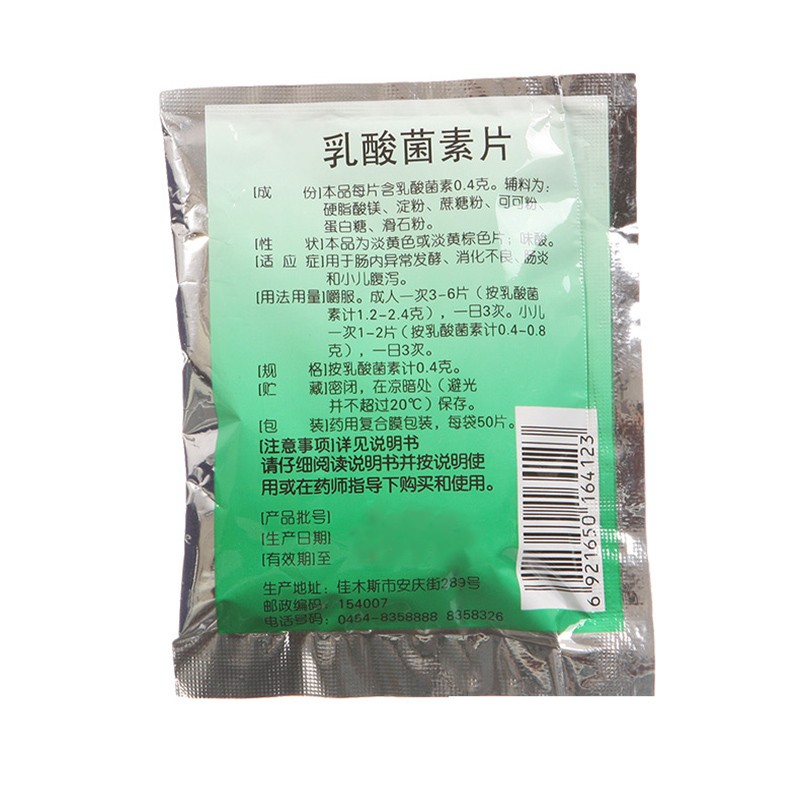 乳酸菌素片
[成 份]本品每片含乳酸菌素0.4克。辅料为:
硬脂酸镁、淀粉、蔗糖粉、可可粉、
蛋白糖、滑石粉。
[性 状]本品为淡黄色或淡黄棕色片;味酸。
[适 应 症]用于肠内异常发酵、消化不良、肠炎
和小儿腹泻。
[用法用量]嚼服。成人一次3-6片(按乳酸菌
素计1.2-2.4克),一日3次。小儿
一次1-2片(按乳酸菌素计0.4-0.8
克),一日3次。
[规 格]按乳酸菌素计0.4克。
[贮 藏]密闭,在凉暗处(避光
并不超过20℃)保存。
[包 装]药用复合膜包装,每袋50片。
[注意事项]详见说明书
请仔细阅读说明书并按说明使
用或在药师指导下购买和使用。
[产品批号]
[生产日期]
[有效期]至
生产地址:佳木斯市安庆街289号
邮政编码:154007
电话号码:0454-8358888 8358326
6 921650 164123